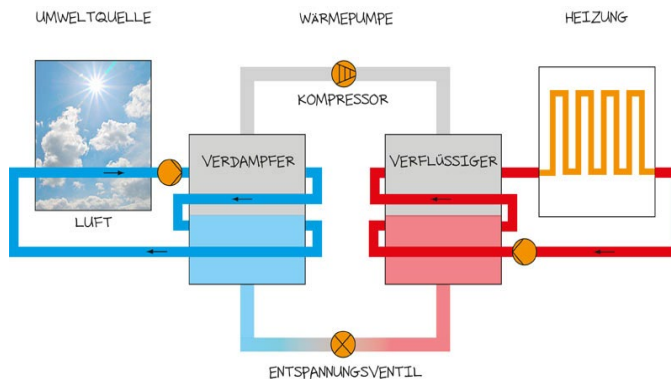 UMWELTQUELLE
WÄRMEPUMPE
HEIZUNG
KOMPRESSOR
VERDAMPFER
VERFLÜSSIGER
LUFT
ENTSPANNUNGSVENTIL